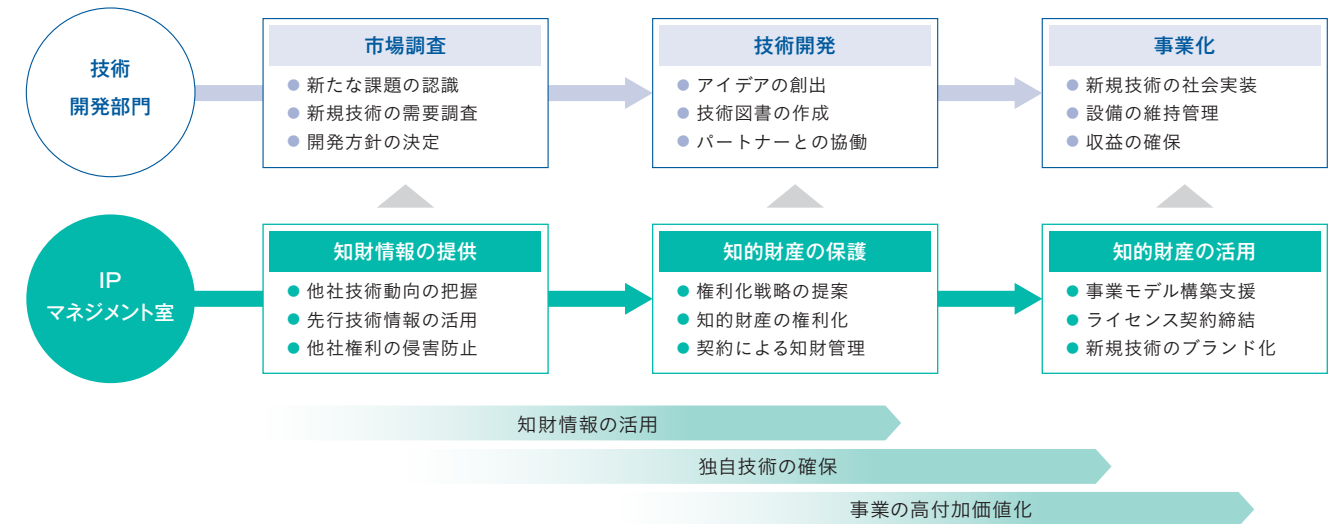 技術
開発部門
市場調査
新たな課題の認識
新規技術の需要調査
開発方針の決定
技術開発
アイデアの創出
技術図書の作成
パートナーとの協働
事業化
新規技術の社会実装
設備の維持管理
収益の確保
IP
マネジメント室
知財情報の提供
他社技術動向の把握
先行技術情報の活用
他社権利の侵害防止
知的財産の保護
権利化戦略の提案
知的財産の権利化
契約による知財管理
知的財産の活用
事業モデル構築支援
ライセンス契約締結
新規技術のブランド化
知財情報の活用
独自技術の確保
事業の高付加価値化